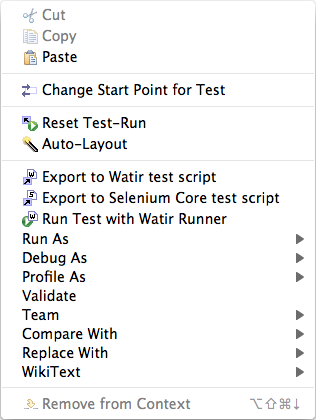 Cut
Copy
Paste
Change Start Point for Test
Reset Test-Run
Auto-Layout
Export to Watir test script
Export to Selenium Core test script
Run Test with Watir Runner
Run As
Debug As
Profile As
Validate
Team
Compare With
Replace With
WikiText
Remove from Context ⌥⇧⌘↓